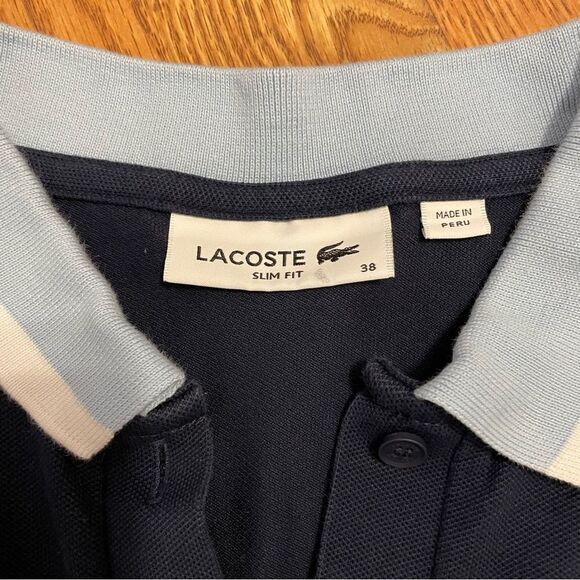 LACOSTE
SLIM FIT
38
MADE IN
PERU